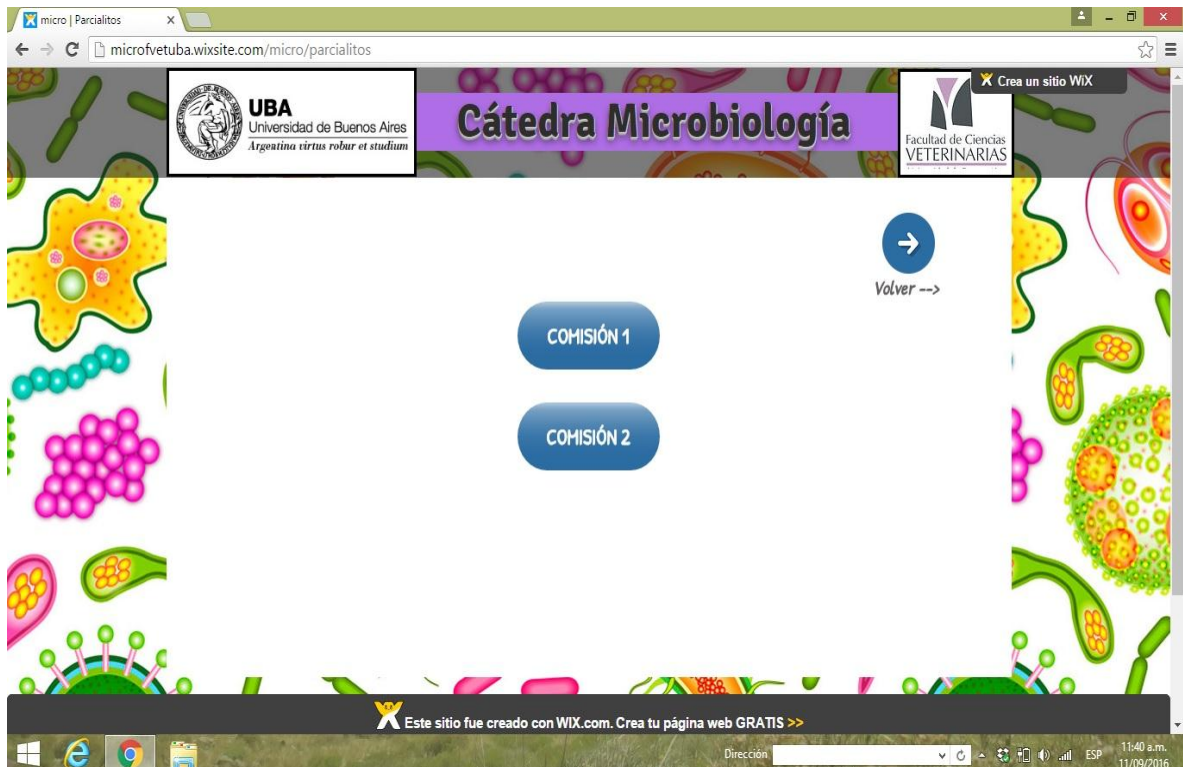 micro | Parcialitos
microfvetuba.wixsite.com/micro/parcialitos
UBA
Universidad de Buenos Aires
Argentina virtus robur et studium
Cátedra Microbiología
Facultad de Ciencias
VETERINARIAS
Crea un sitio WiX
Volver -->
COMISIÓN 1
COMISIÓN 2
Este sitio fue creado con WIX.com. Crea tu página web GRATIS >>
Dirección
ESP
11:40 a.m.
11/09/2016